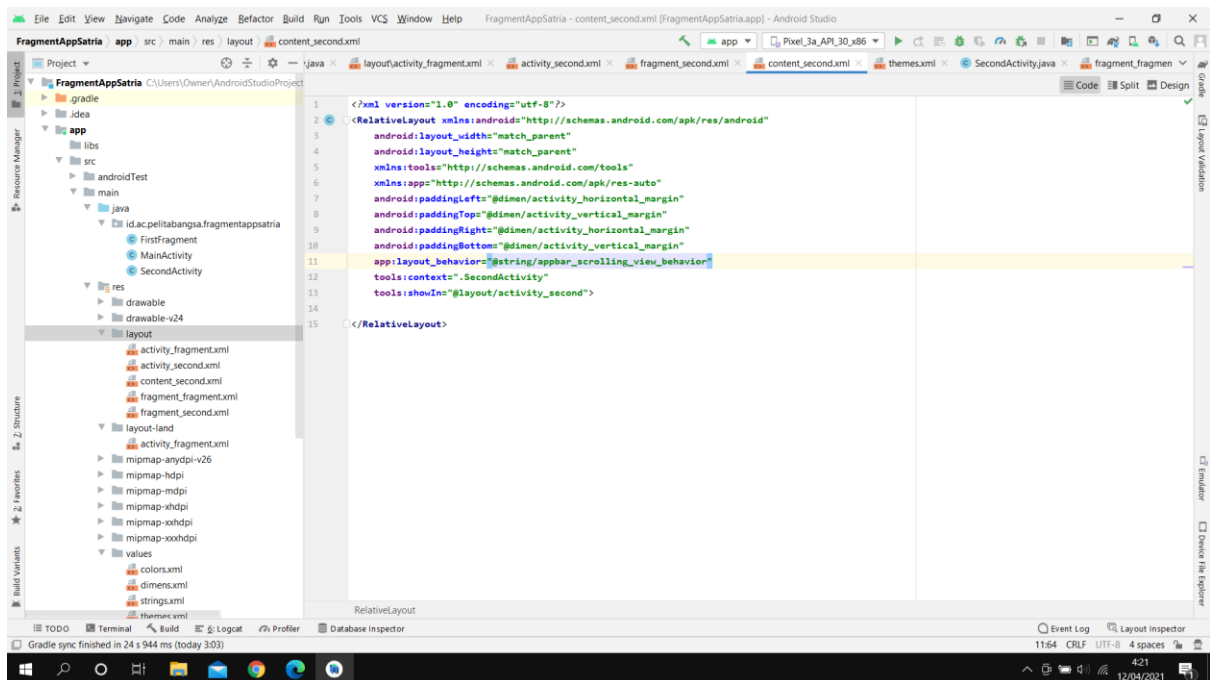 File Edit View Navigate Code Analyze Refactor Build Run Tools VCS Window Help FragmentAppSatria - content_second.xml [FragmentAppSatria.app] - Android Studio
FragmentAppSatria app src main res layout content_second.xml
app Pixel_3a_API_30_x86
Project
.java layout\activity_fragment.xml activity_second.xml fragment_second.xml content_second.xml themes.xml SecondActivity.java fragment_fragmen
FragmentAppSatria C:\Users\Owner\AndroidStudioProject
Code Split Design
.gradle
.idea
app
libs
src
androidTest
main
java
id.ac.pelitabangsa.fragmentappsatria
FirstFragment
MainActivity
SecondActivity
res
drawable
drawable-v24
layout
activity_fragment.xml
activity_second.xml
content_second.xml
fragment_fragment.xml
fragment_second.xml
layout-land
activity_fragment.xml
mipmap-anydpi-v26
mipmap-hdpi
mipmap-mdpi
mipmap-xhdpi
mipmap-xxhdpi
mipmap-xxxhdpi
values
colors.xml
dimens.xml
strings.xml
themes.xml
1 <?xml version="1.0" encoding="utf-8"?>
2 <RelativeLayout xmlns:android="http://schemas.android.com/apk/res/android"
3 android:layout_width="match_parent"
4 android:layout_height="match_parent"
5 xmlns:tools="http://schemas.android.com/tools"
6 xmlns:app="http://schemas.android.com/apk/res-auto"
7 android:paddingLeft="@dimen/activity_horizontal_margin"
8 android:paddingTop="@dimen/activity_vertical_margin"
9 android:paddingRight="@dimen/activity_horizontal_margin"
10 android:paddingBottom="@dimen/activity_vertical_margin"
11 app:layout_behavior="@string/appbar_scrolling_view_behavior"
12 tools:context=".SecondActivity"
13 tools:showIn="@layout/activity_second">
14
15 </RelativeLayout>
RelativeLayout
1: Project
Resource Manager
Z: Structure
2: Favorites
Build Variants
Gradle
Layout Validation
Emulator
Device File Explorer
TODO Terminal Build 6: Logcat Profiler Database Inspector Event Log Layout Inspector
Gradle sync finished in 24 s 944 ms (today 3:03) 11:64 CRLF UTF-8 4 spaces
4:21
12/04/2021